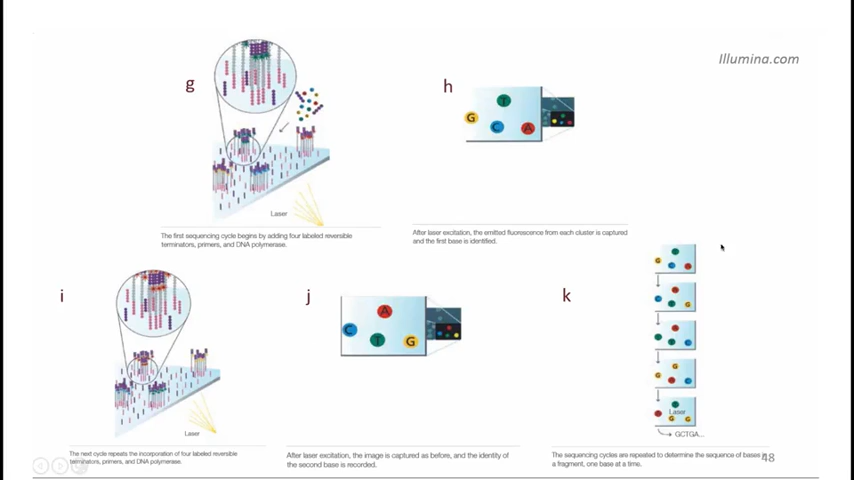 Illumina.com
g
h
T
G
C
A
Laser
The first sequencing cycle begins by adding four labeled reversible
terminators, primers, and DNA polymerase.
After laser excitation, the emitted fluorescence from each cluster is captured
and the first base is identified.
i
j
A
C
T
G
k
Laser
Laser
GCTGA...
The next cycle repeats the incorporation of four labeled reversible
terminators, primers, and DNA polymerase.
After laser excitation, the image is captured as before, and the identity of
the second base is recorded.
The sequencing cycles are repeated to determine the sequence of bases
a fragment, one base at a time.
48